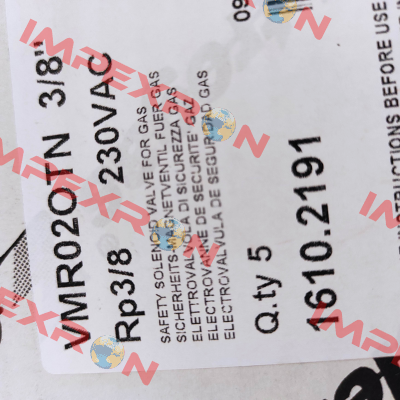 VMR02OTN 3/8"
Rp3/8 230VAC
SAFETY SOLENOID VALVE FOR GAS
SICHERHEITS-MAGNETVENTIL FUER GAS
ELETTROVALVOLA DI SICUREZZA GAS
ELECTROVANNE DE SECURITE' GAZ
ELECTROVALVULA DE SEGURIDAD GAS
Q.ty 5
1610.2191
INSTRUCTIONS BEFORE USE
IMPEXRON